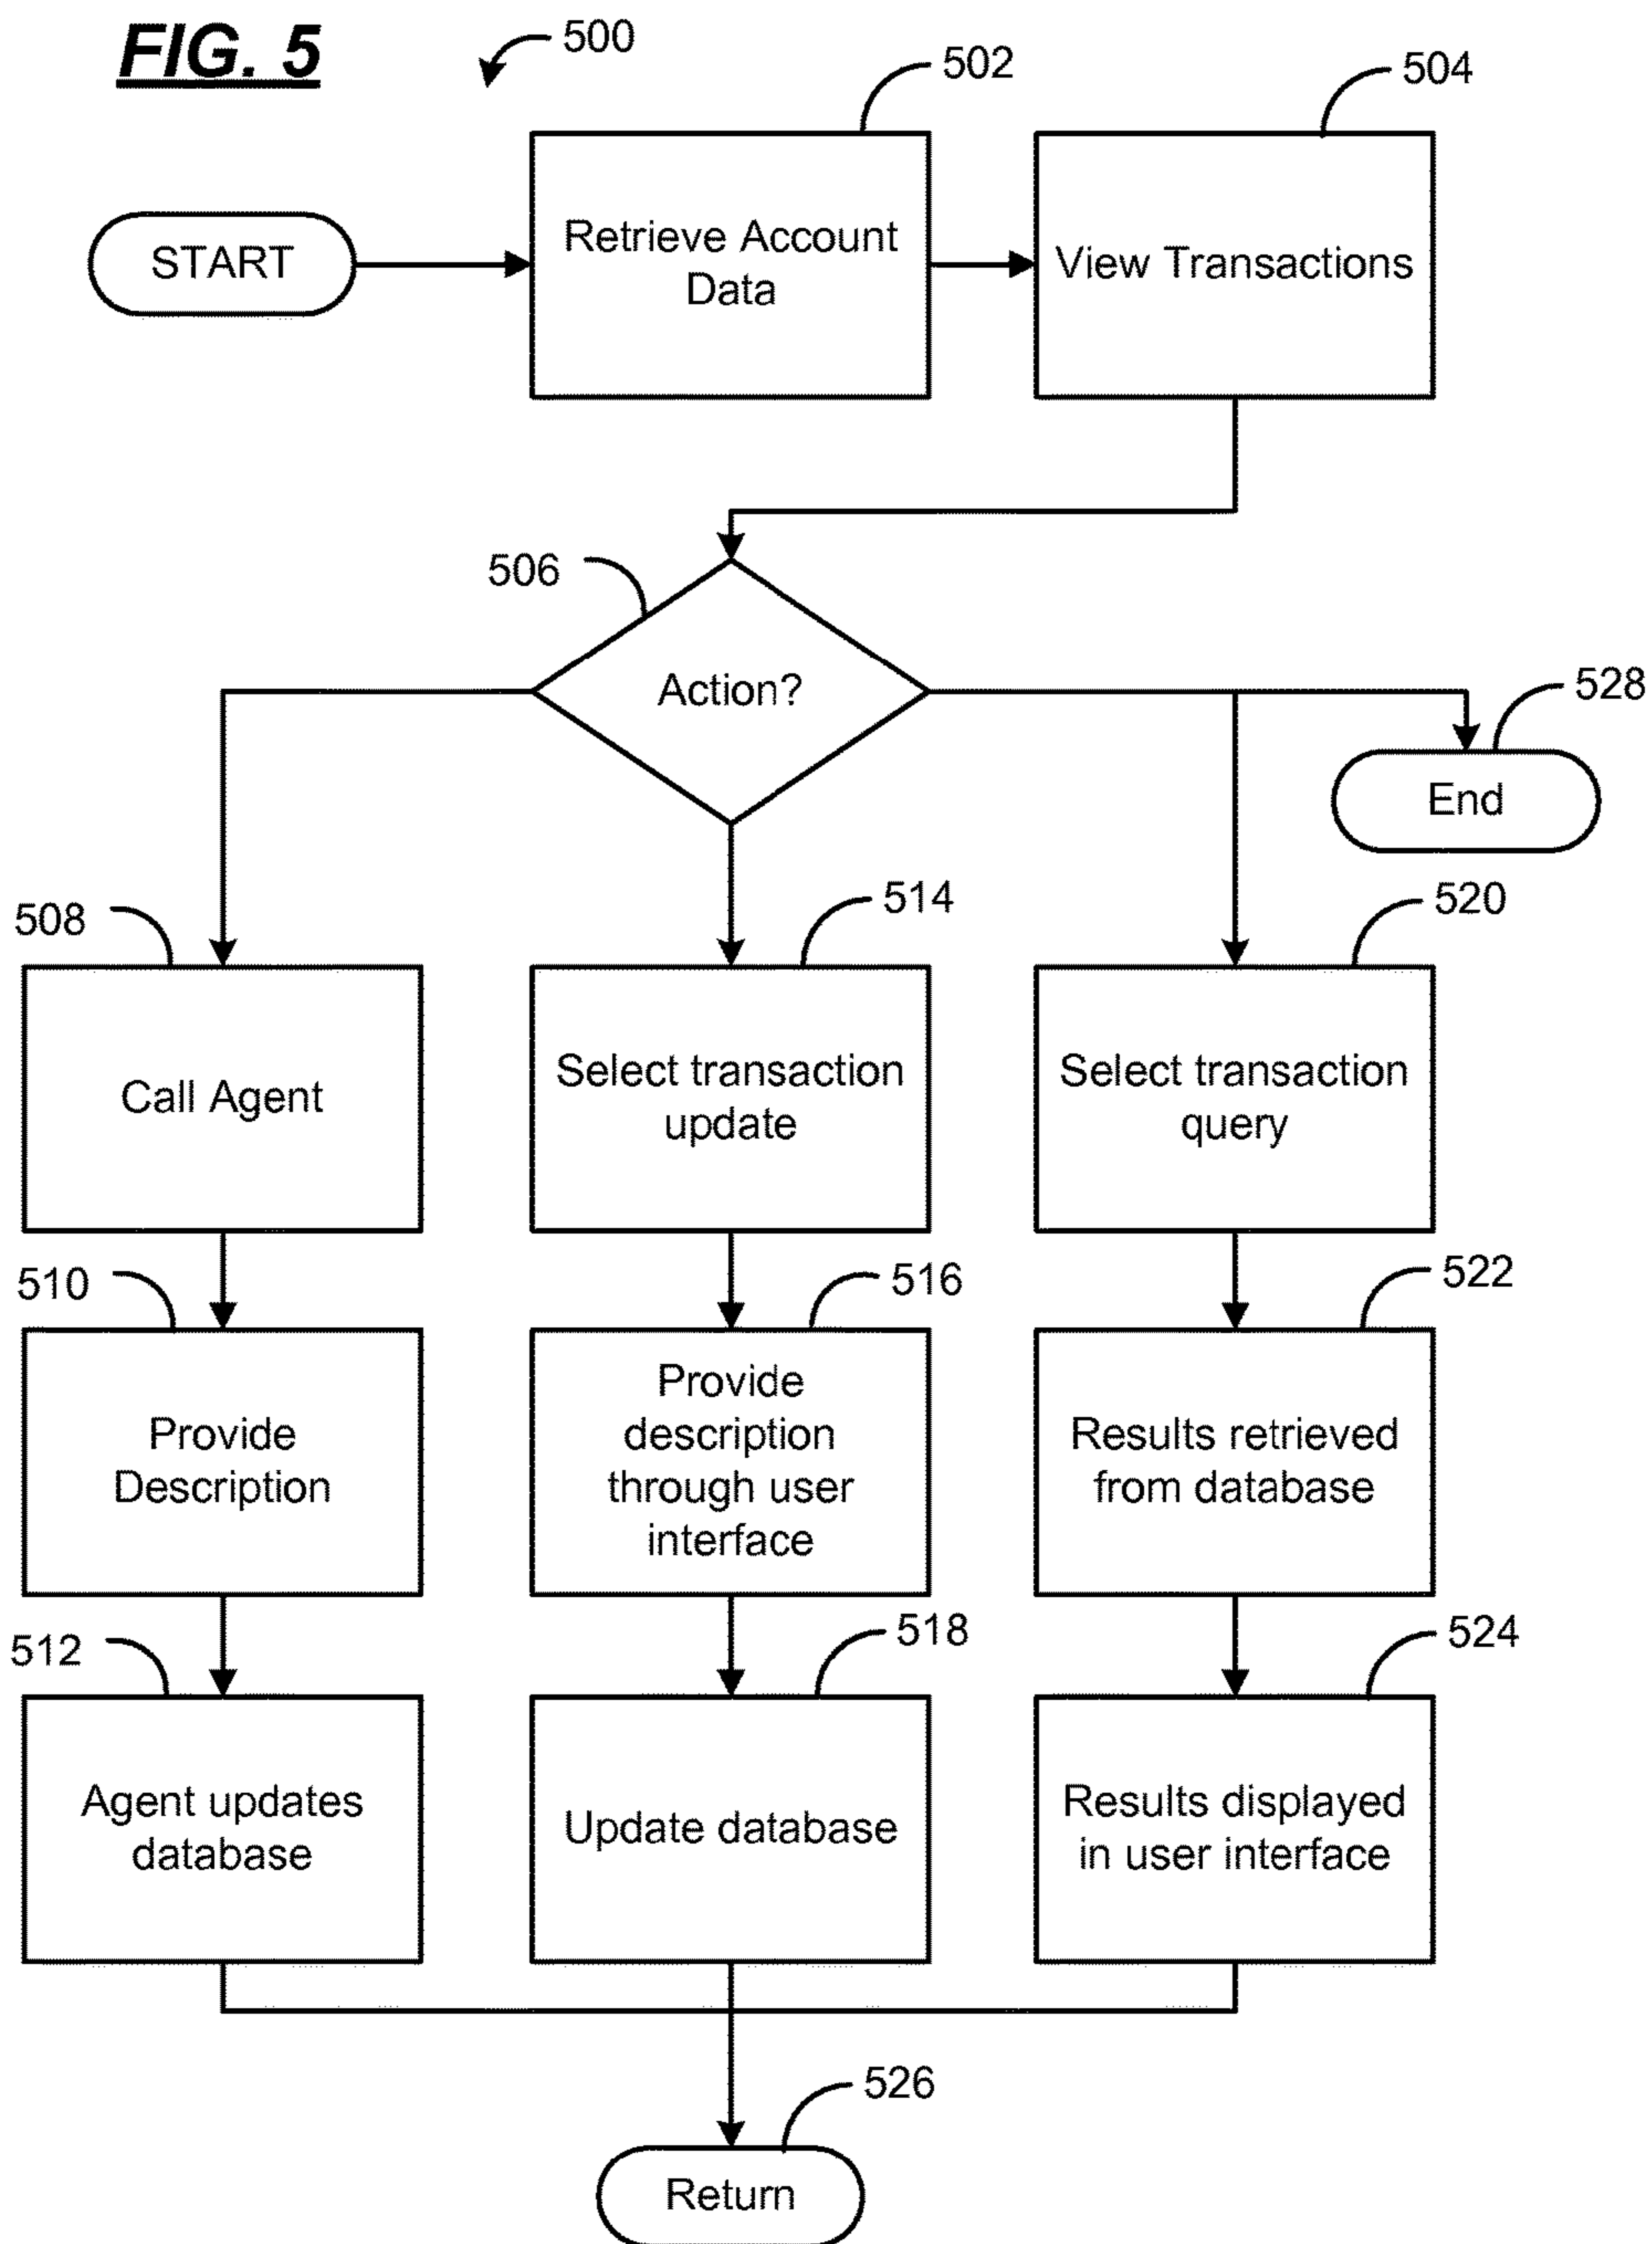 FIG. 5
500
502
504
START
Retrieve Account
Data
View Transactions
506
Action?
528
End
508
514
520
Call Agent
Select transaction
update
Select transaction
query
510
516
522
Provide
Description
Provide
description
through user
interface
Results retrieved
from database
512
518
524
Agent updates
database
Update database
Results displayed
in user interface
526
Return